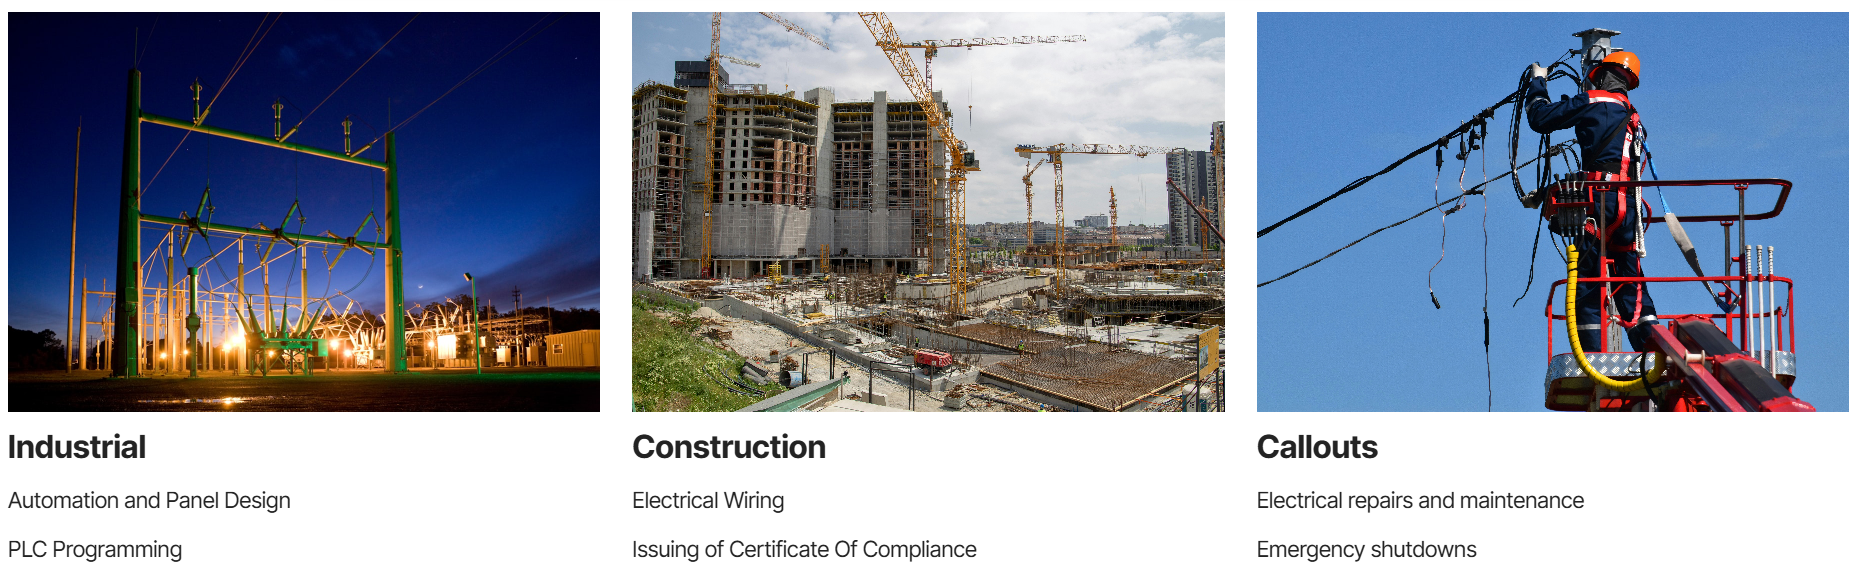 Industrial
Automation and Panel Design
PLC Programming
Construction
Electrical Wiring
Issuing of Certificate Of Compliance
Callouts
Electrical repairs and maintenance
Emergency shutdowns